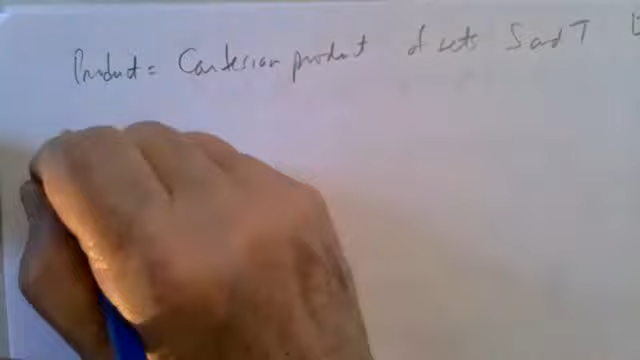 Product = Cartesian product of sets S and T